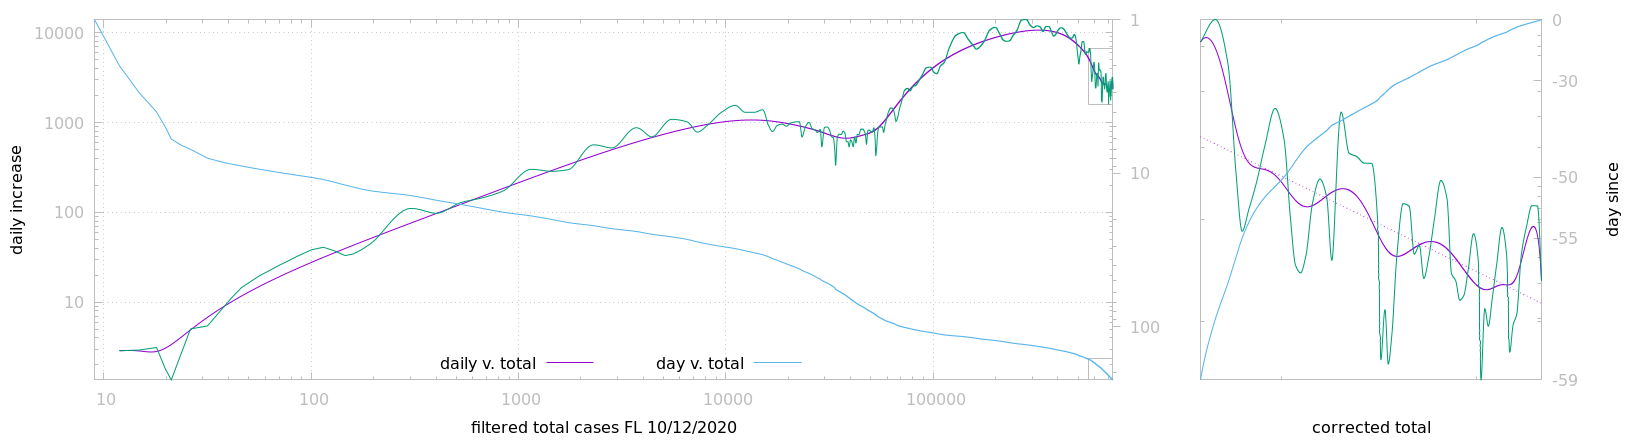 10000
1000
100
10
daily increase
10
100
1000
10000
100000
filtered total cases FL 10/12/2020
daily v. total
day v. total
1
10
100
0
-30
-50
-55
-59
day since
corrected total